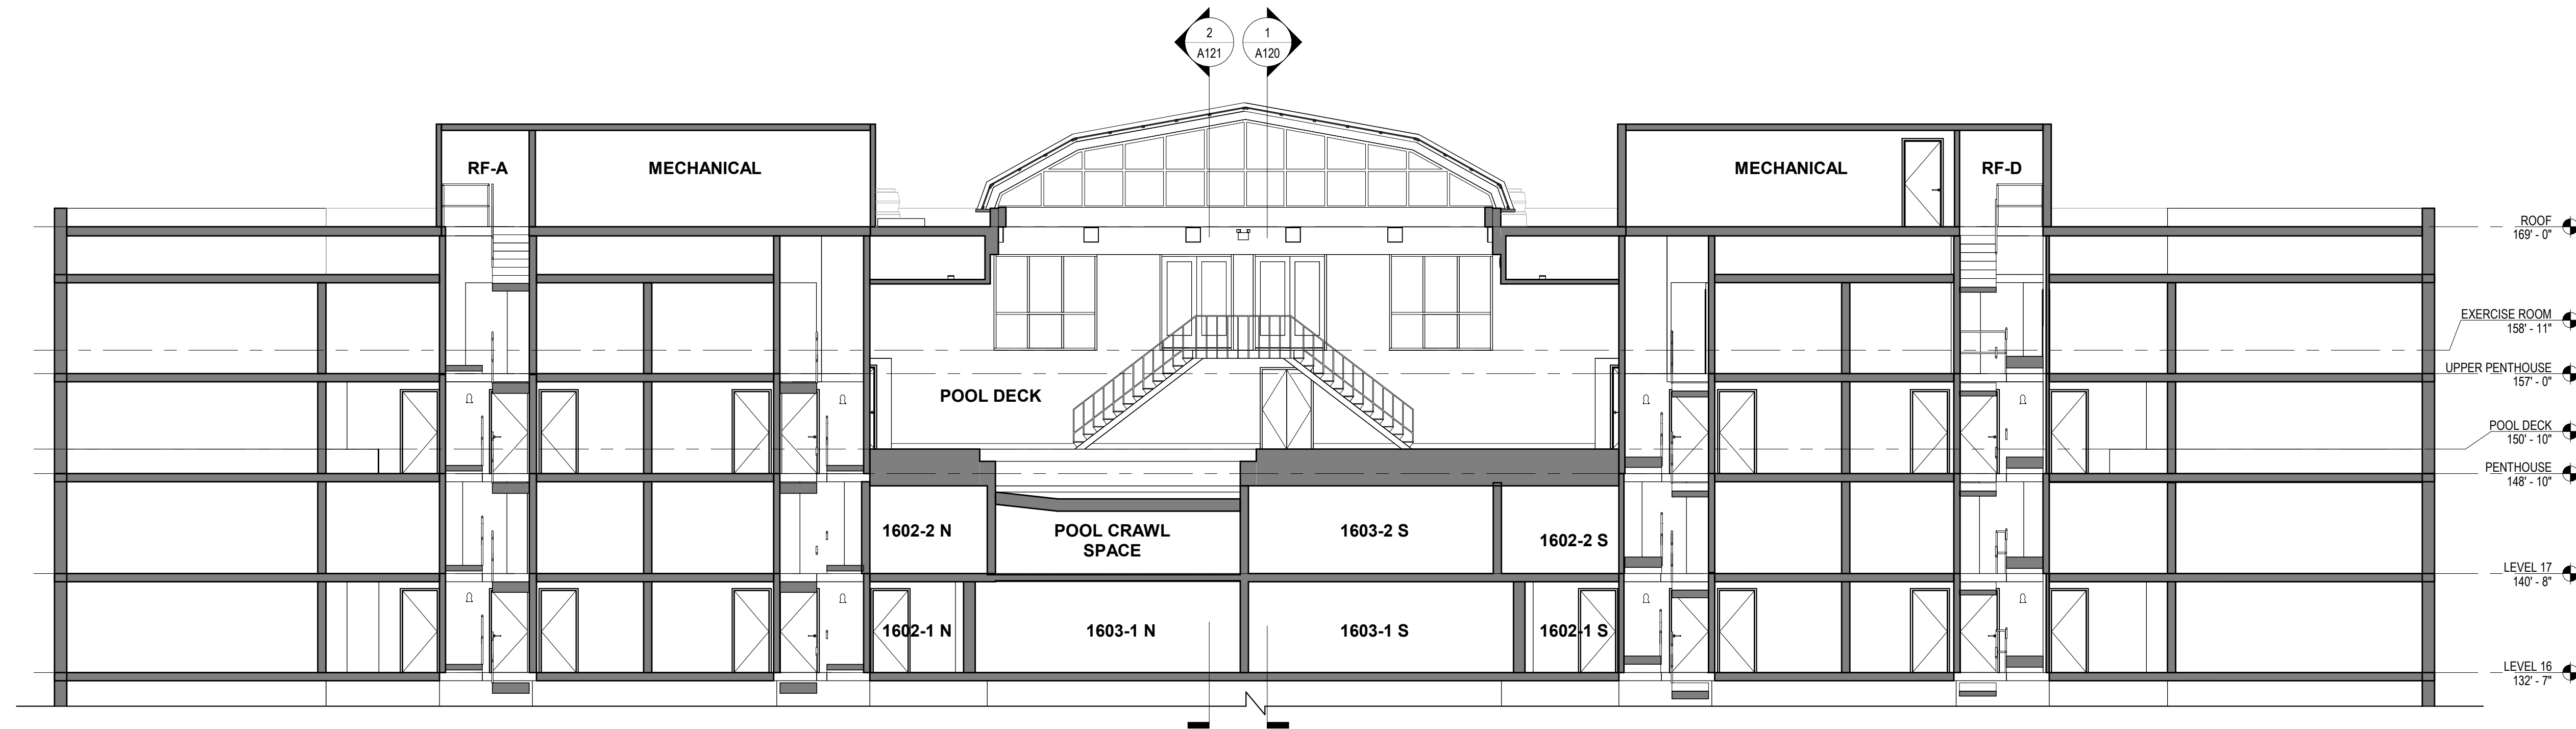 2
A121
1
A120
RF-A
MECHANICAL
MECHANICAL
RF-D
ROOF
169' - 0"
EXERCISE ROOM
158' - 11"
UPPER PENTHOUSE
157' - 0"
POOL DECK
POOL DECK
150' - 10"
PENTHOUSE
148' - 10"
1602-2 N
POOL CRAWL
SPACE
1603-2 S
1602-2 S
LEVEL 17
140' - 8"
1602-1 N
1603-1 N
1603-1 S
1602-1 S
LEVEL 16
132' - 7"